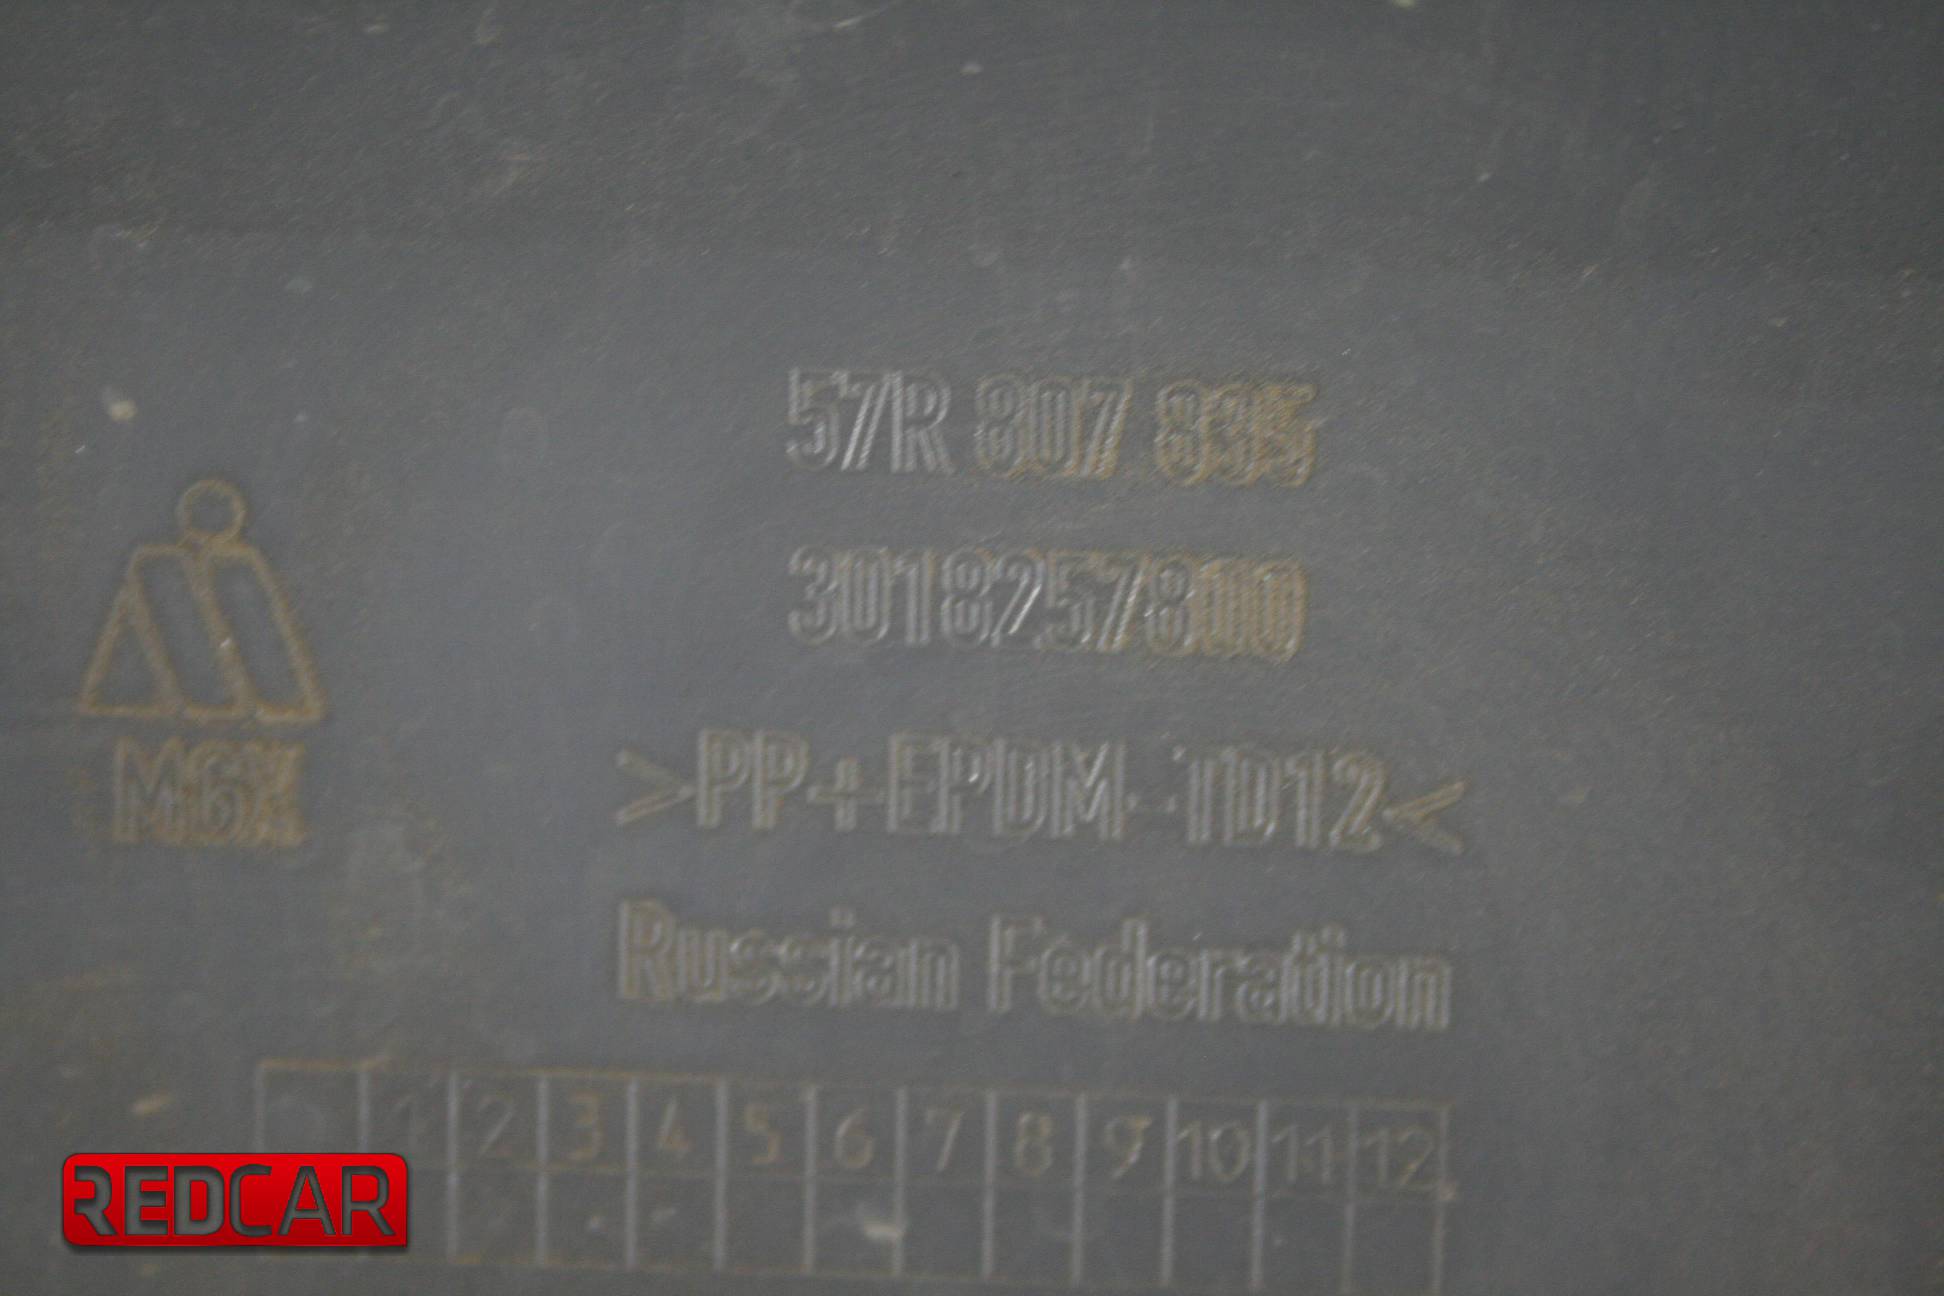 57R 807 835
3018257800
M6%
>PP+EPDM-TD12<
Russian Federation
1 2 3 4 5 6 7 8 9 10 11 12
REDCAR